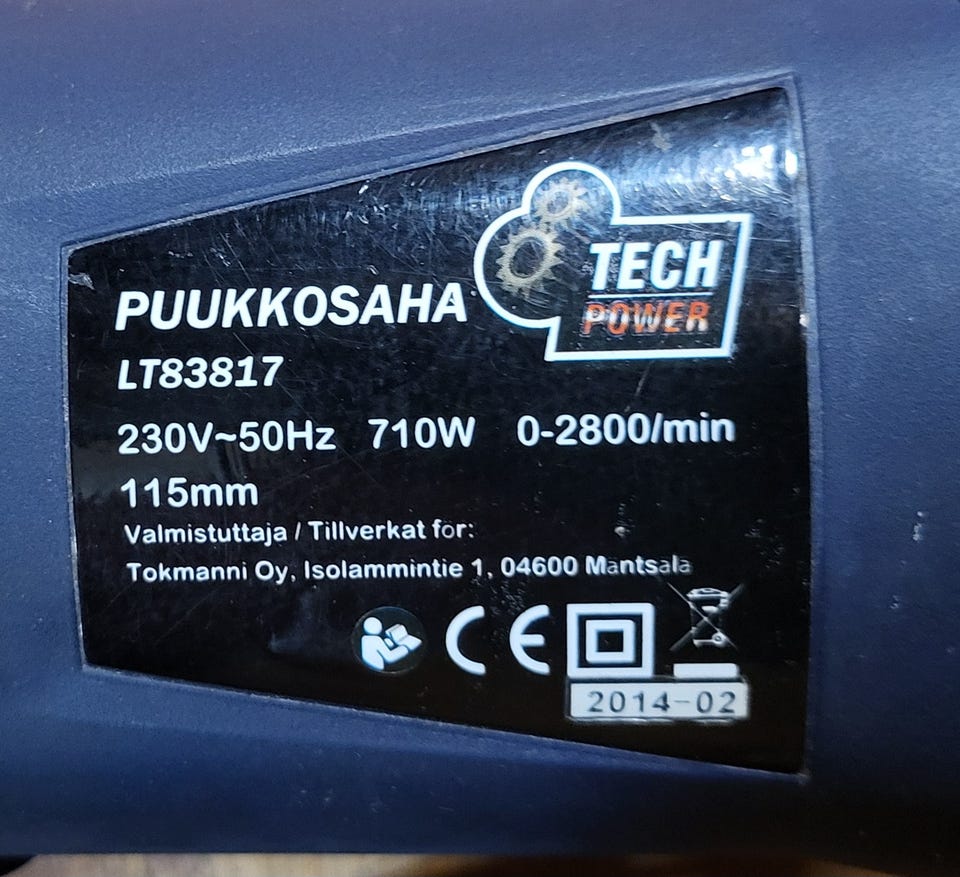 TECH
POWER
PUUKKOSAHA
LT83817
230V~50Hz 710W 0-2800/min
115mm
Valmistuttaja / Tillverkat for:
Tokmanni Oy, Isolammintie 1, 04600 Mantsala
CE
2014-02